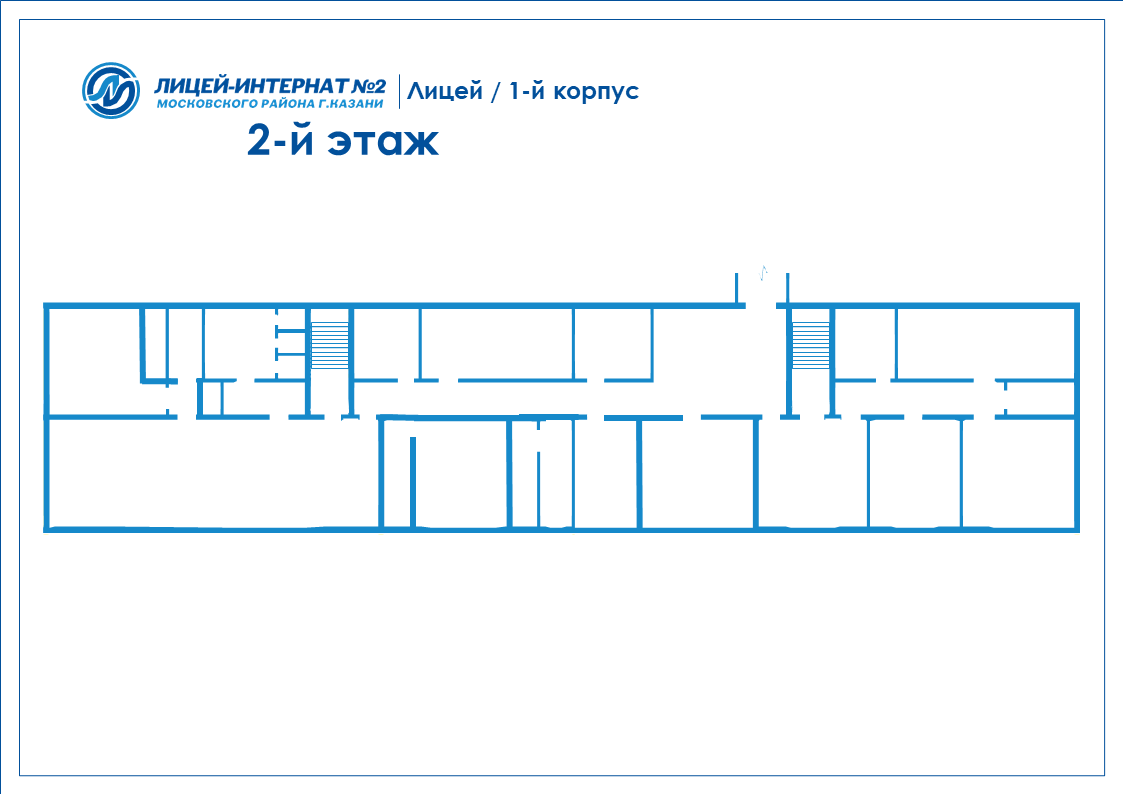 ЛИЦЕЙ-ИНТЕРНАТ №2
МОСКОВСКОГО РАЙОНА Г.КАЗАНИ
Лицей / 1-й корпус
2-й этаж